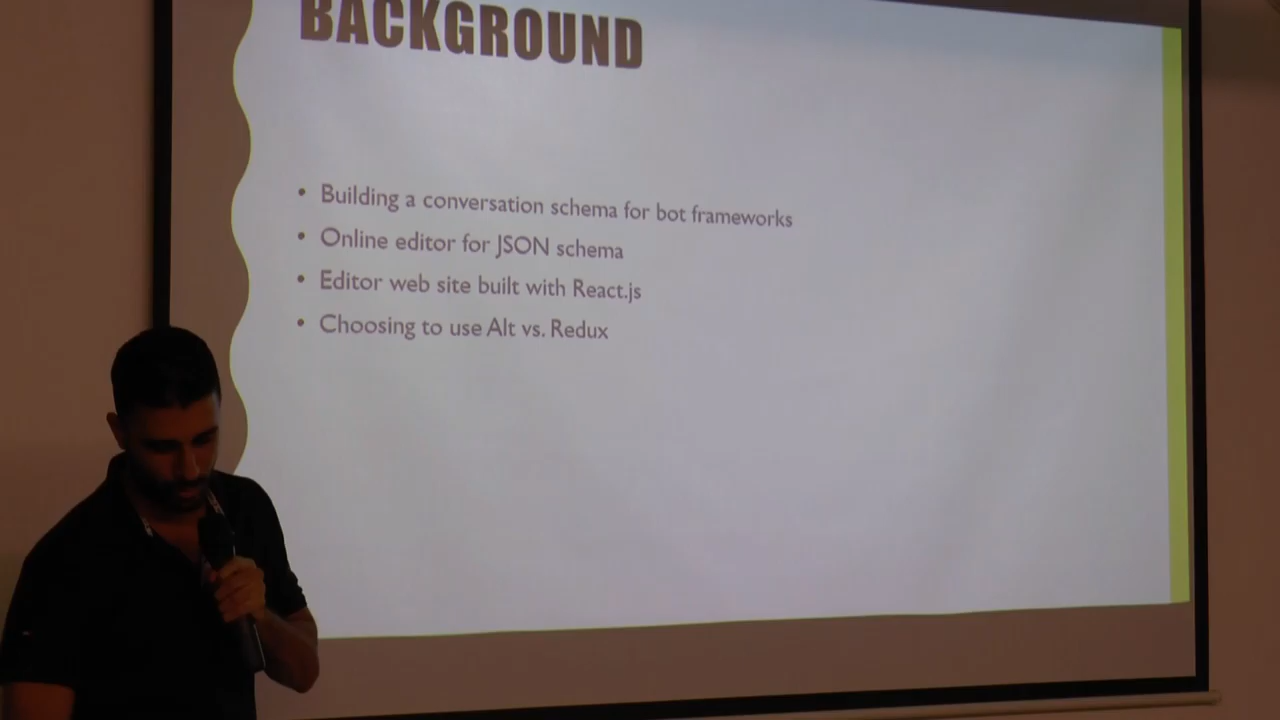 BACKGROUND
• Building a conversation schema for bot frameworks
• Online editor for JSON schema
• Editor web site built with React.js
• Choosing to use Alt vs. Redux